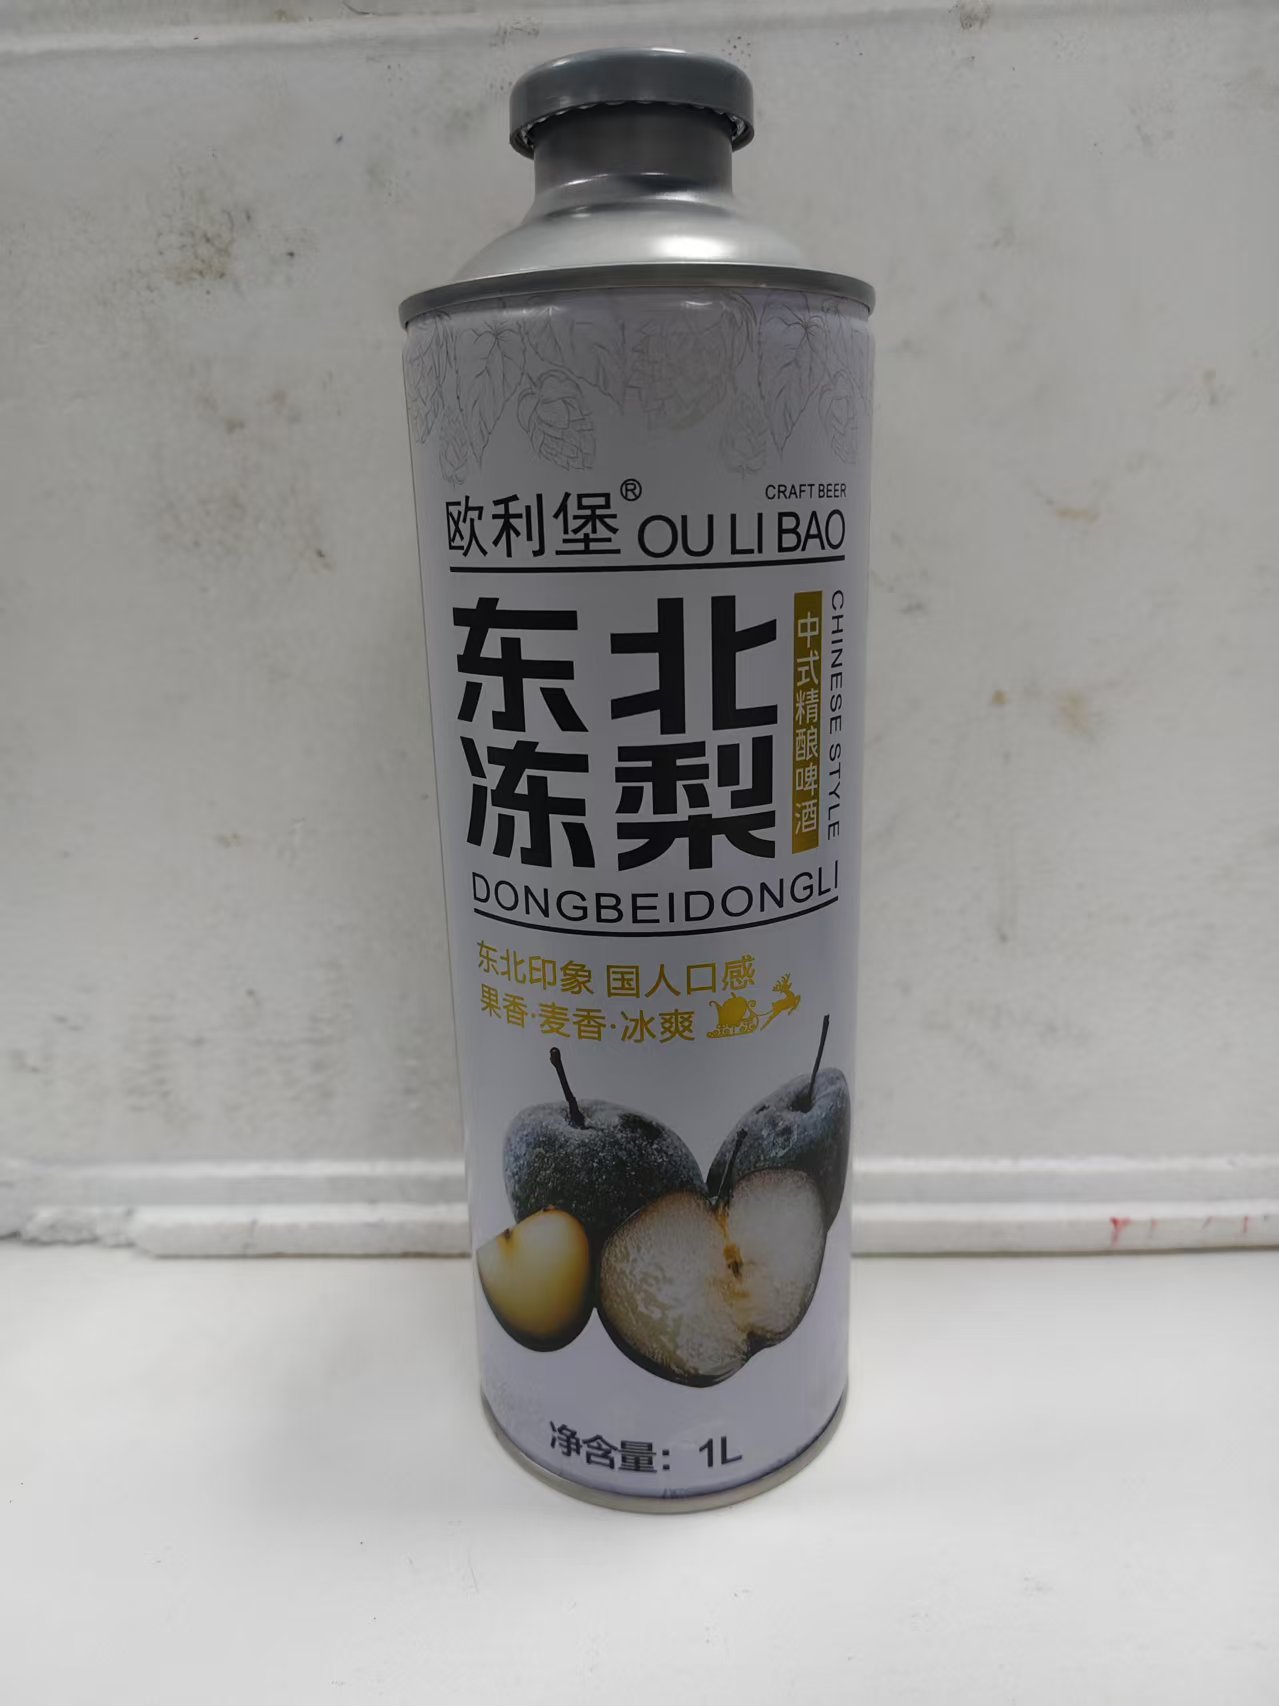 欧利堡® OU LI BAO
CRAFT BEER
东北
冻梨
中式精酿啤酒
CHINESE STYLE
DONGBEIDONGLI
东北印象 国人口感
果香·麦香·冰爽
净含量：1L